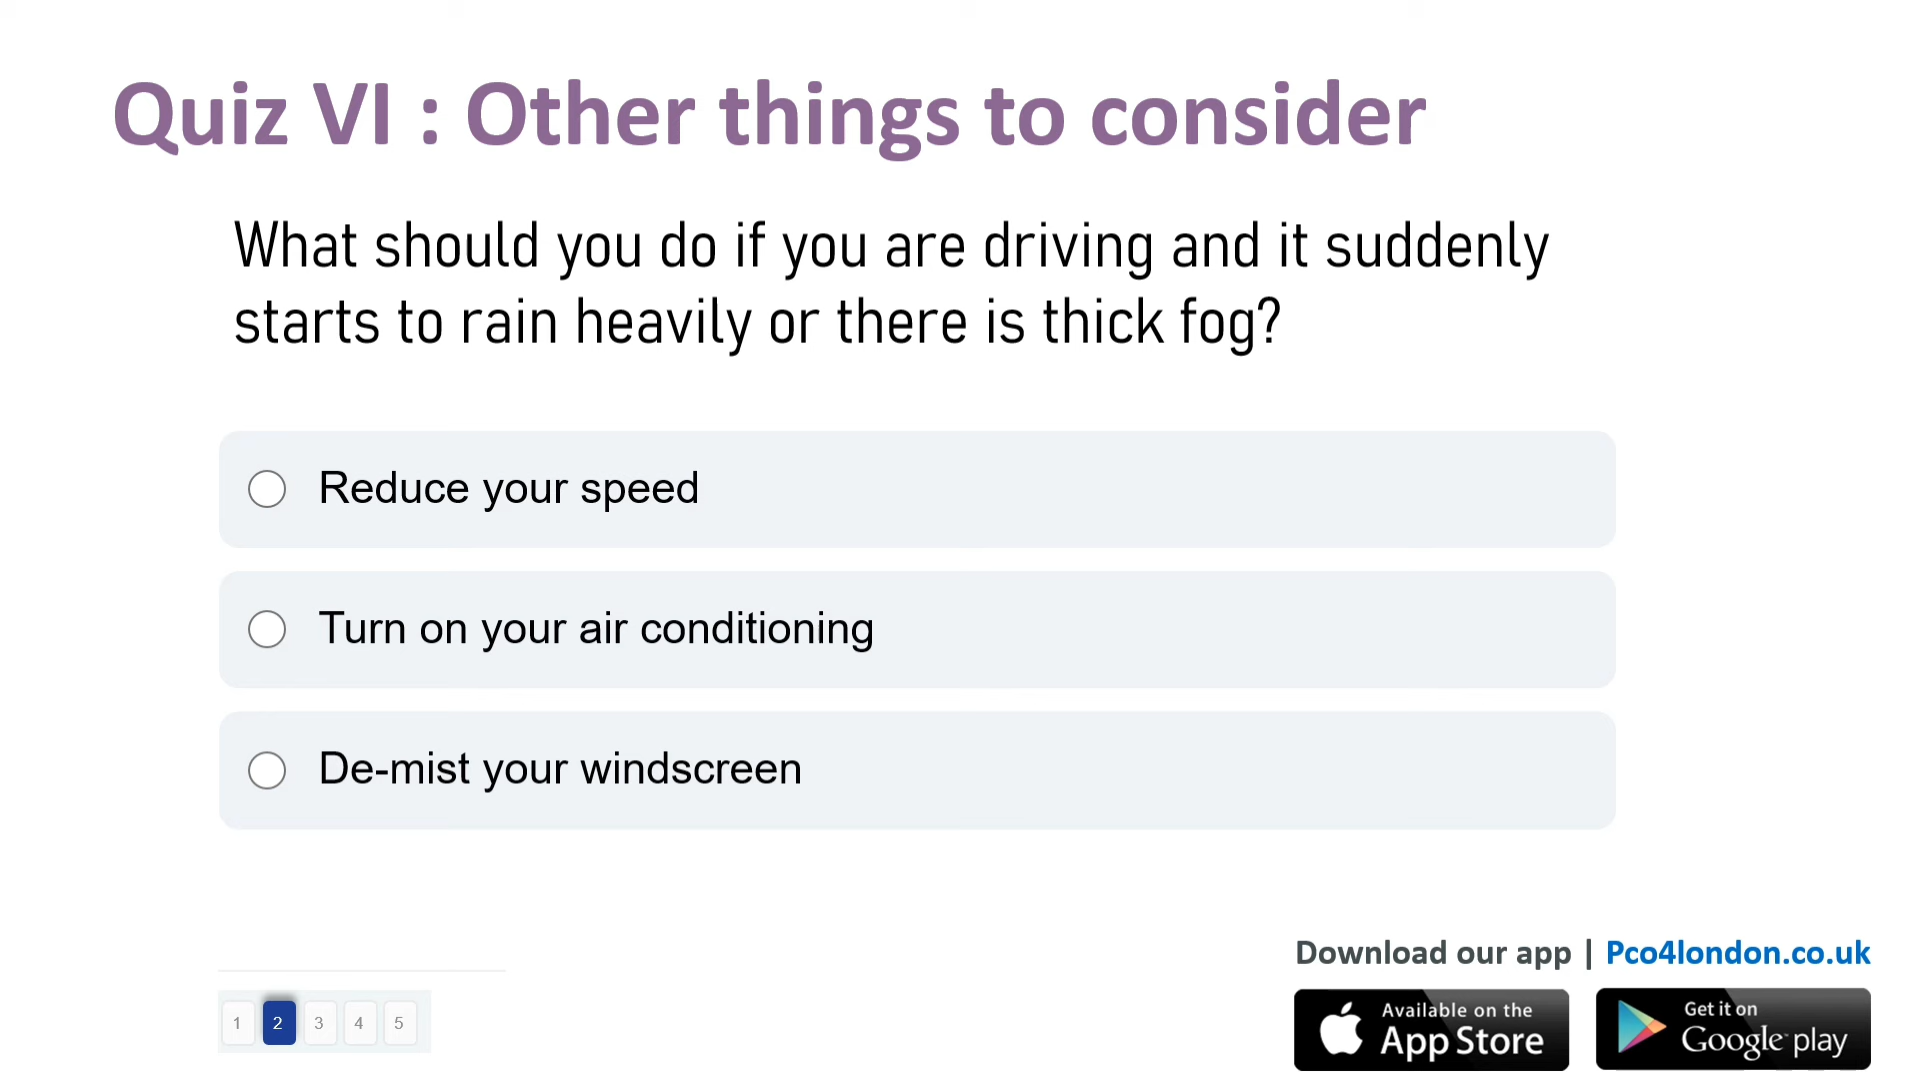 Quiz VI : Other things to consider
What should you do if you are driving and it suddenly
starts to rain heavily or there is thick fog?
Reduce your speed
Turn on your air conditioning
De-mist your windscreen
Download our app | Pco4london.co.uk
1 2 3 4 5
Available on the
App Store
Get it on
Google play